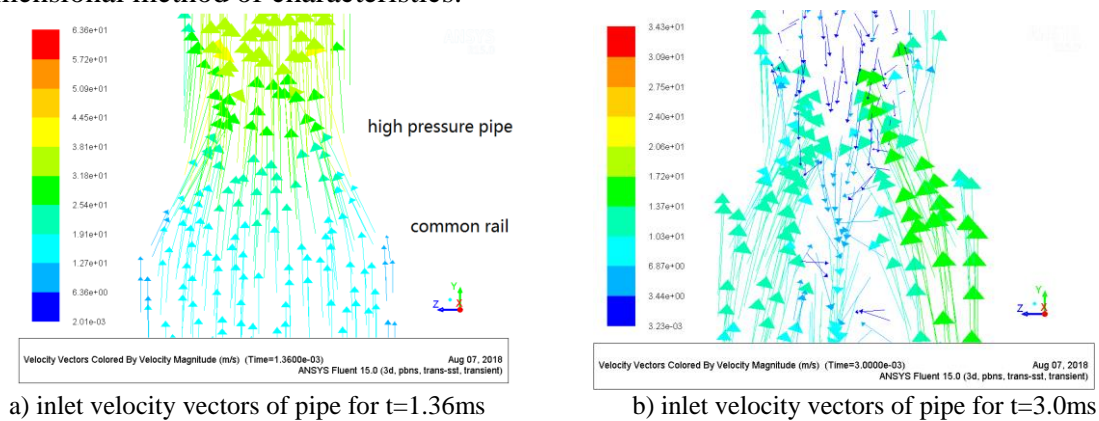 dimensional method of characteristics.
6.36e+01
5.72e+01
5.09e+01
4.45e+01
3.81e+01
3.18e+01
2.54e+01
1.91e+01
1.27e+01
6.36e+00
2.01e-03
high pressure pipe
common rail
Z
Y
X
Velocity Vectors Colored By Velocity Magnitude (m/s) (Time=1.3600e-03)
Aug 07, 2018
ANSYS Fluent 15.0 (3d, pbns, trans-sst, transient)
3.43e+01
3.09e+01
2.75e+01
2.40e+01
2.06e+01
1.72e+01
1.37e+01
1.03e+01
6.87e+00
3.44e+00
3.23e-03
Z
Y
X
Velocity Vectors Colored By Velocity Magnitude (m/s) (Time=3.0000e-03)
Aug 07, 2018
ANSYS Fluent 15.0 (3d, pbns, trans-sst, transient)
a) inlet velocity vectors of pipe for t=1.36ms
b) inlet velocity vectors of pipe for t=3.0ms